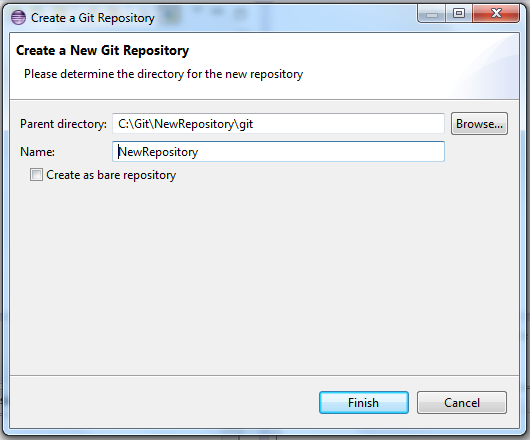 Create a Git Repository
Create a New Git Repository
Please determine the directory for the new repository
Parent directory: C:\Git\NewRepository\git Browse...
Name: NewRepository
Create as bare repository
Finish Cancel